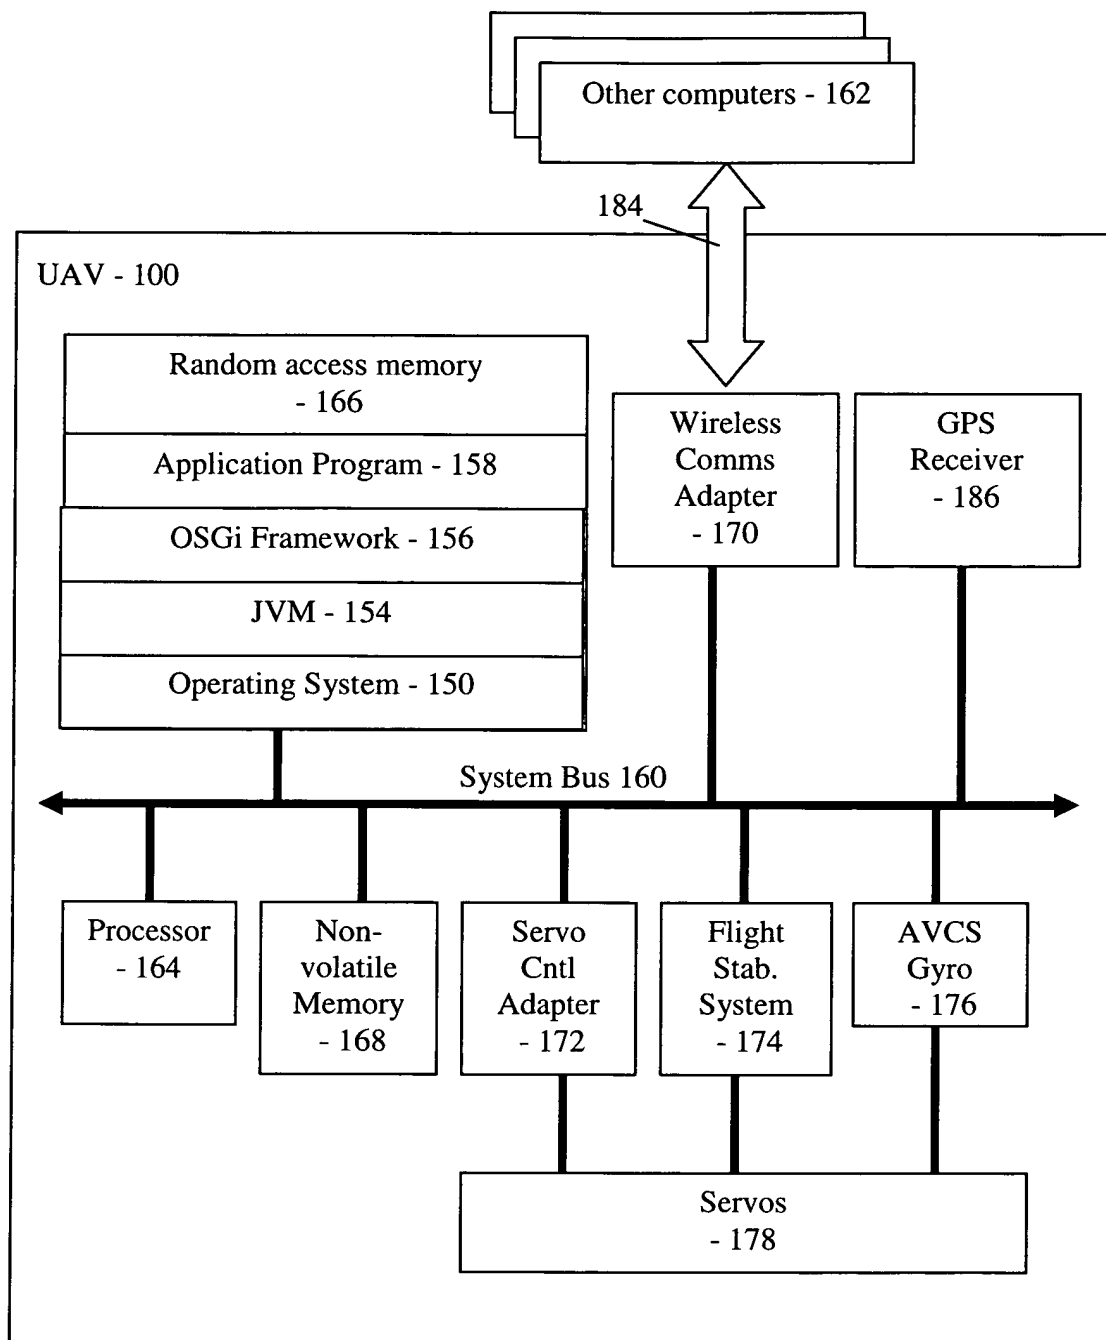 Other computers - 162
184
UAV - 100
Random access memory
- 166
Application Program - 158
OSGi Framework - 156
JVM - 154
Operating System - 150
Wireless
Comms
Adapter
- 170
GPS
Receiver
- 186
System Bus 160
Processor
- 164
Non-
volatile
Memory
- 168
Servo
Cntl
Adapter
- 172
Flight
Stab.
System
- 174
AVCS
Gyro
- 176
Servos
- 178